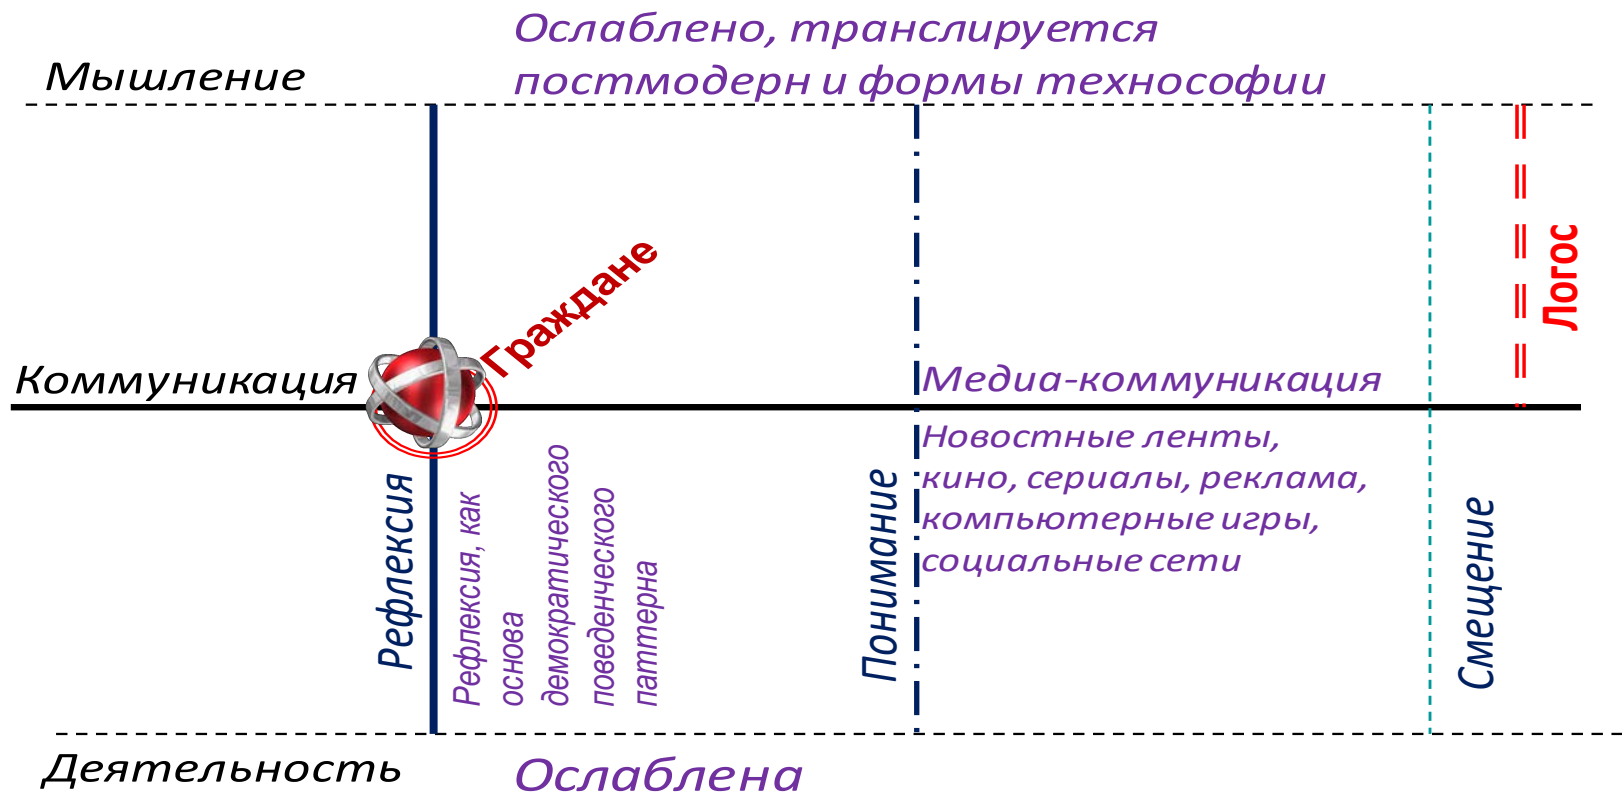 Ослаблено, транслируется
постмодерн и формы технософии
Мышление
Логос
Граждане
Коммуникация
Медиа-коммуникация
Новостные ленты,
кино, сериалы, реклама,
компьютерные игры,
социальные сети
Рефлексия
Рефлексия, как
основа
демократического
поведенческого
паттерна
Понимание
Смещение
Деятельность
Ослаблена